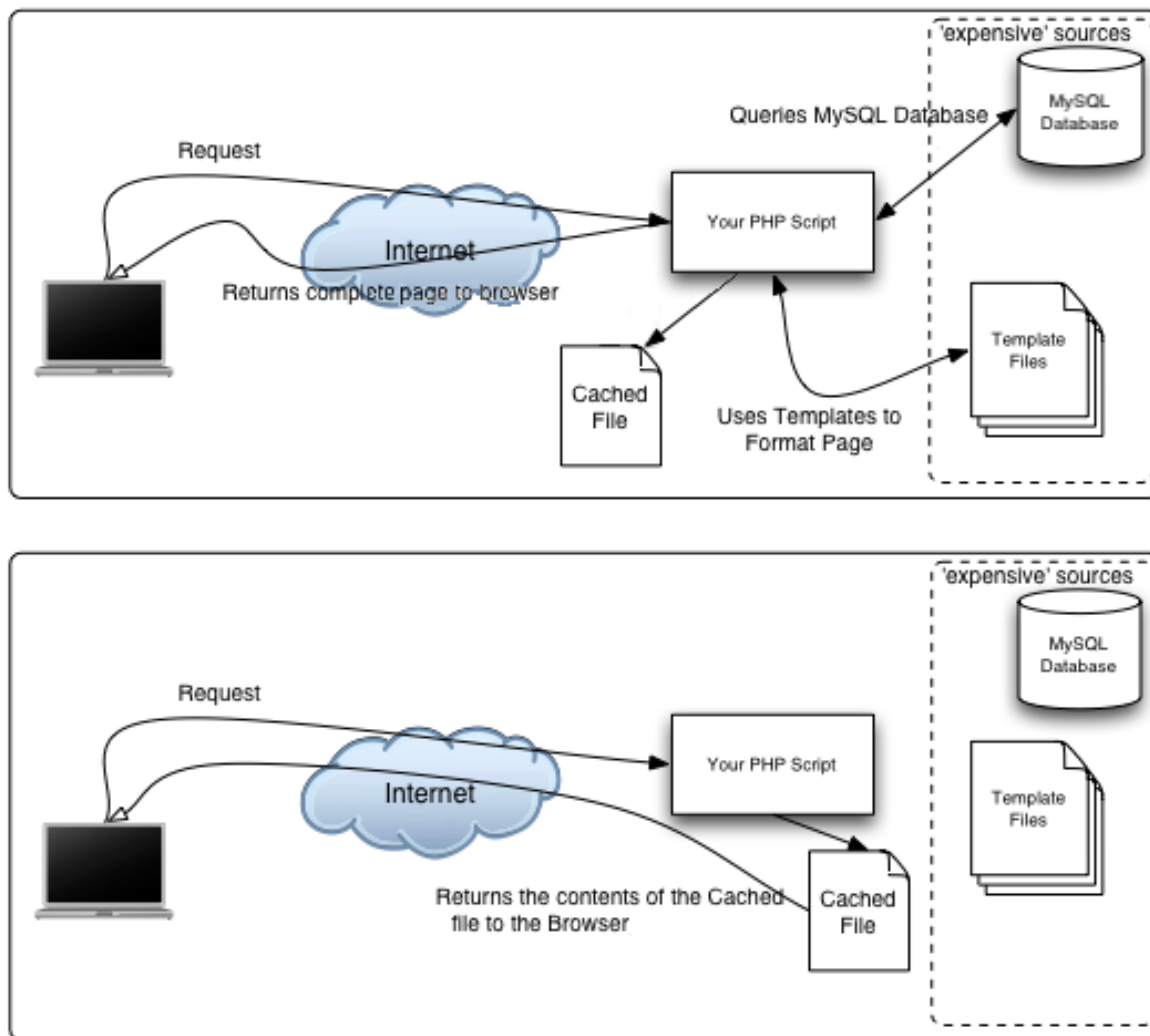 'expensive' sources
MySQL
Database
Queries MySQL Database
Request
Your PHP Script
Internet
Returns complete page to browser
Template
Files
Cached
File
Uses Templates to
Format Page
'expensive' sources
MySQL
Database
Request
Your PHP Script
Internet
Template
Files
Returns the contents of the Cached
file to the Browser
Cached
File